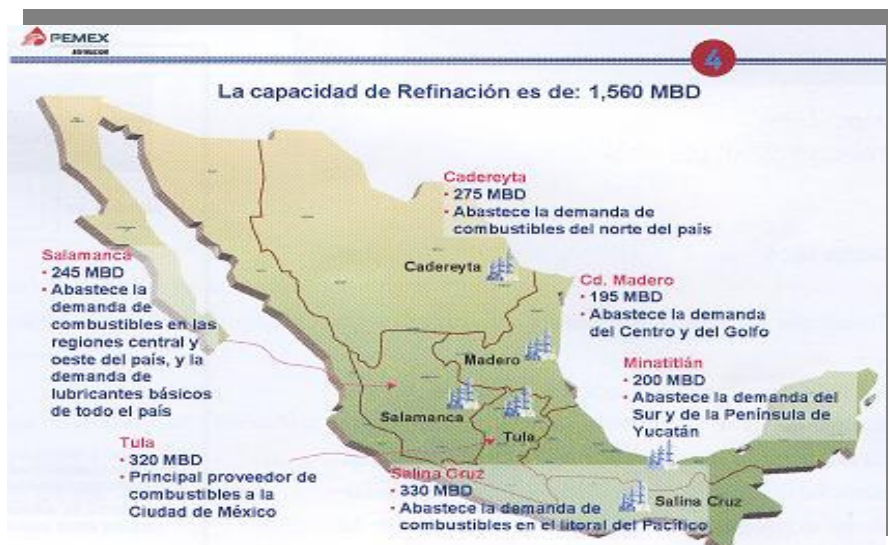 PEMEX
REFINACIÓN
4
La capacidad de Refinación es de: 1,560 MBD
Cadereyta
• 275 MBD
• Abastece la demanda de
combustibles del norte del país
Salamanca
• 245 MBD
• Abastece la
demanda de
combustibles en las
regiones central y
oeste del país, y la
demanda de
lubricantes básicos
de todo el país
Cadereyta
Cd. Madero
• 195 MBD
• Abastece la demanda
del Centro y del Golfo
Madero
Minatitlán
• 200 MBD
• Abastece la demanda del
Sur y de la Península de
Yucatán
Salamanca
Tula
Tula
• 320 MBD
• Principal proveedor de
combustibles a la
Ciudad de México
Salina Cruz
• 330 MBD
• Abastece la demanda de
combustibles en el litoral del Pacífico
Salina Cruz